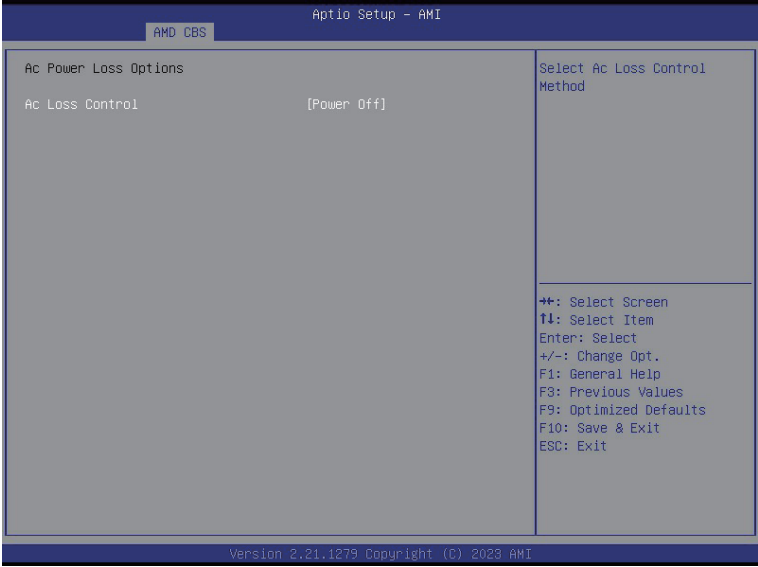 Aptio Setup – AMI
AMD CBS
Ac Power Loss Options
Ac Loss Control [Power Off]
Select Ac Loss Control
Method
→←: Select Screen
↑↓: Select Item
Enter: Select
+/-: Change Opt.
F1: General Help
F3: Previous Values
F9: Optimized Defaults
F10: Save & Exit
ESC: Exit
Version 2.21.1279 Copyright (C) 2023 AMI